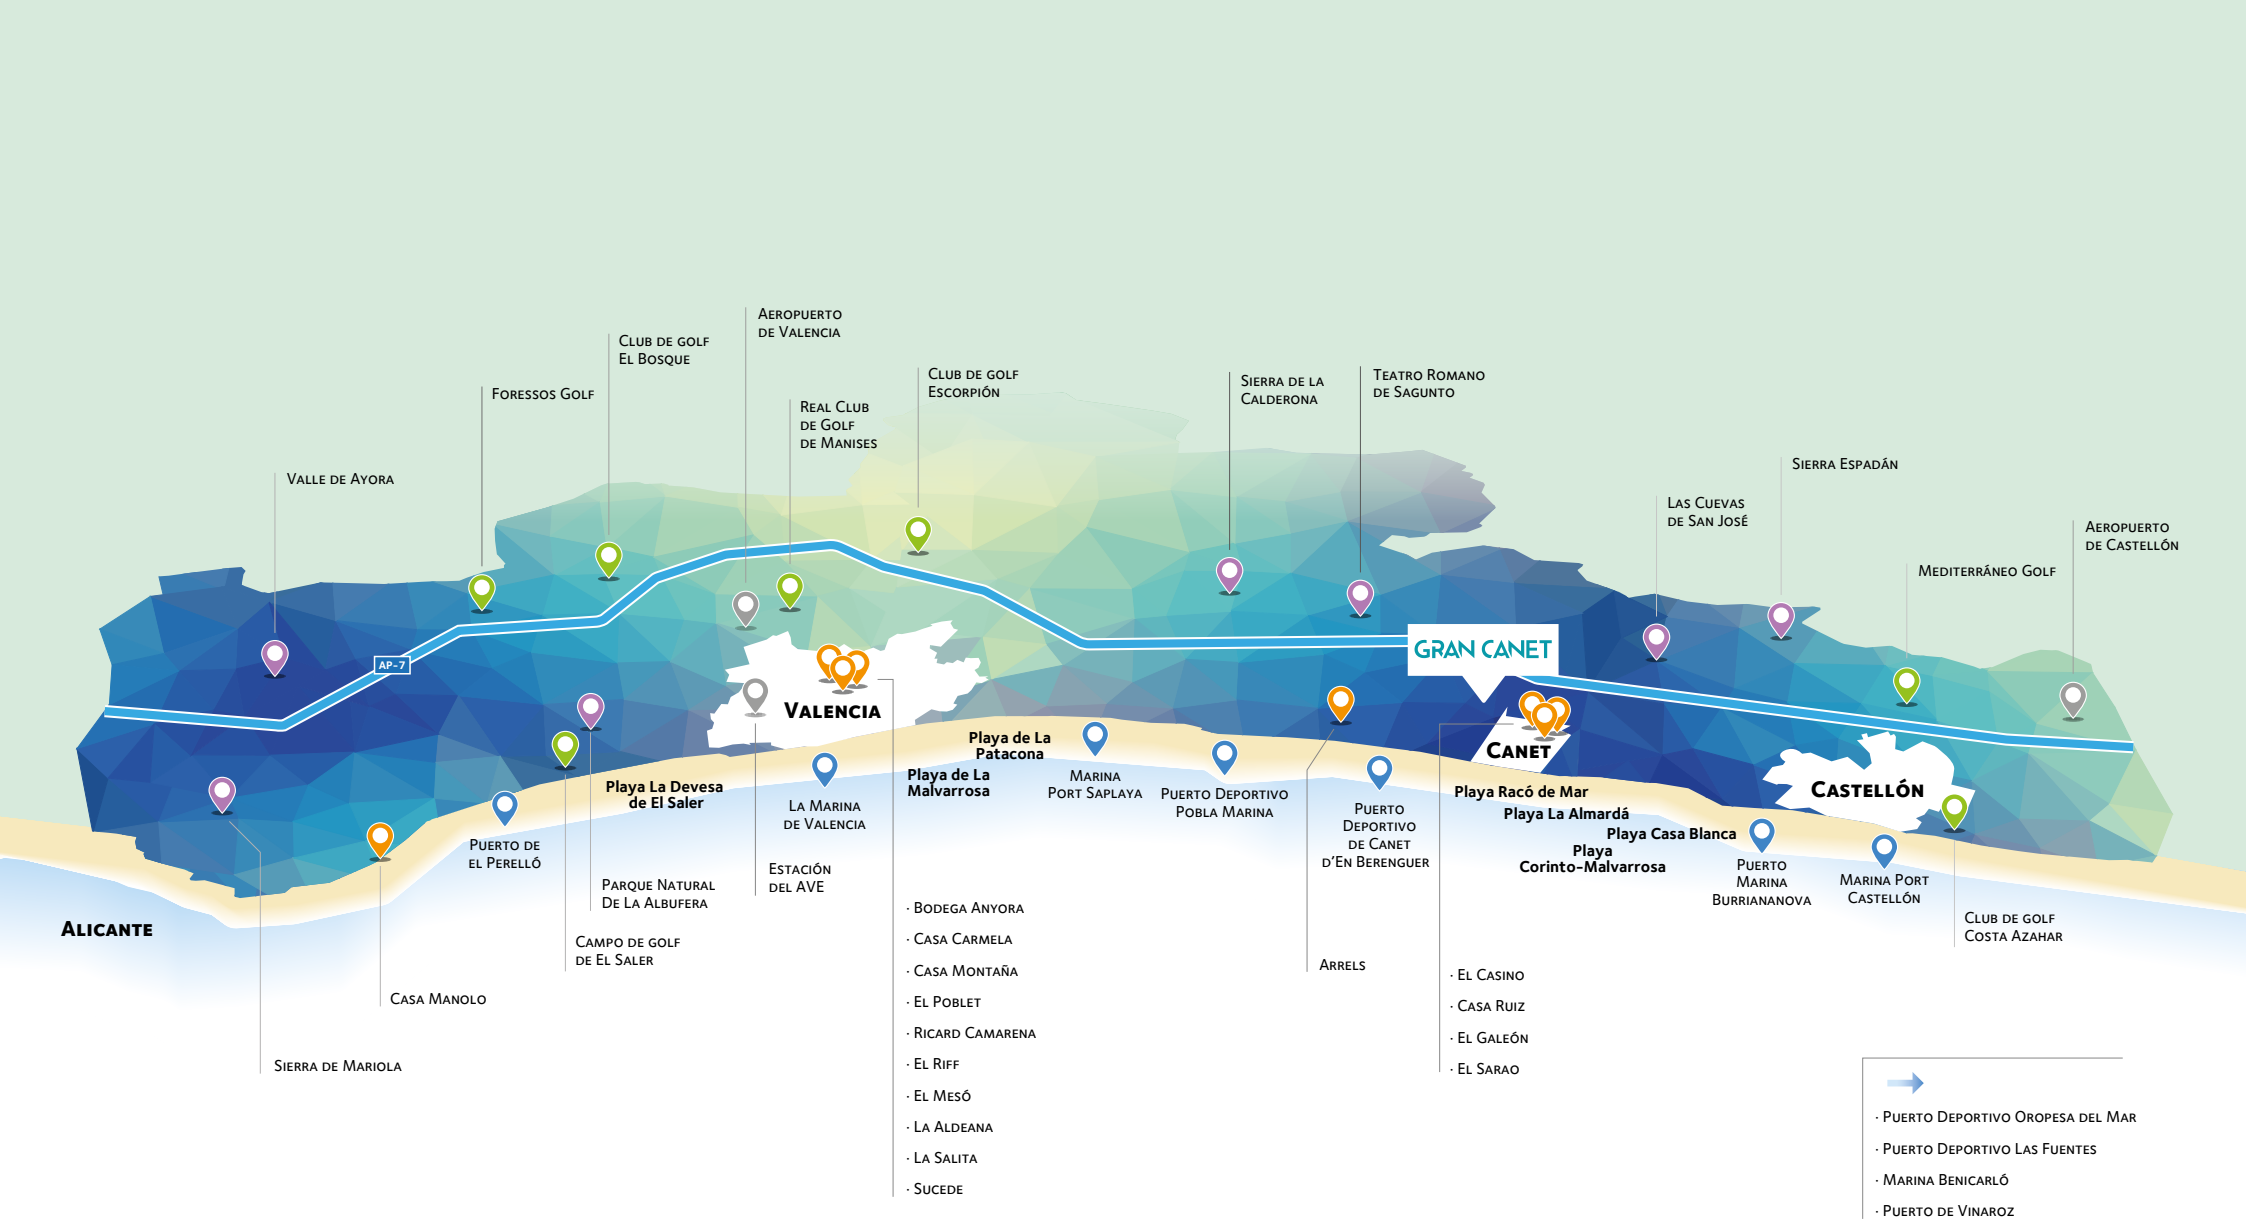 Aeropuerto
de Valencia
Club de golf
El Bosque
Club de golf
Escorpión
Sierra de la
Calderona
Teatro Romano
de Sagunto
Foressos Golf
Real Club
de Golf
de Manises
Valle de Ayora
Sierra Espadán
Las Cuevas
de San José
Aeropuerto
de Castellón
Mediterráneo Golf
AP-7
GRAN CANET
Valencia
Canet
Castellón
Alicante
Playa La Devesa
de El Saler
Playa de La
Patacona
Playa de La
Malvarrosa
Playa Racó de Mar
Playa La Almardá
Playa Casa Blanca
Playa
Corinto-Malvarrosa
Puerto de
el Perelló
La Marina
de Valencia
Marina
Port Saplaya
Puerto Deportivo
Pobla Marina
Puerto
Deportivo
de Canet
d'En Berenguer
Puerto
Marina
Burriananova
Marina Port
Castellón
Club de golf
Costa Azahar
Estación
del AVE
Parque Natural
De La Albufera
Campo de golf
de El Saler
Casa Manolo
Sierra de Mariola
· Bodega Anyora
· Casa Carmela
· Casa Montaña
· El Poblet
· Ricard Camarena
· El Riff
· El Mesó
· La Aldeana
· La Salita
· Sucede
Arrels
· El Casino
· Casa Ruiz
· El Galeón
· El Sarao
· Puerto Deportivo Oropesa del Mar
· Puerto Deportivo Las Fuentes
· Marina Benicarló
· Puerto de Vinaroz